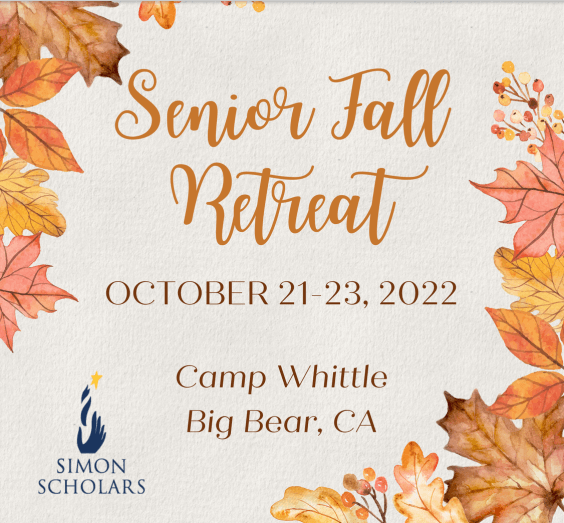 Senior Fall
Retreat
OCTOBER 21-23, 2022
Camp Whittle
Big Bear, CA
SIMON
SCHOLARS